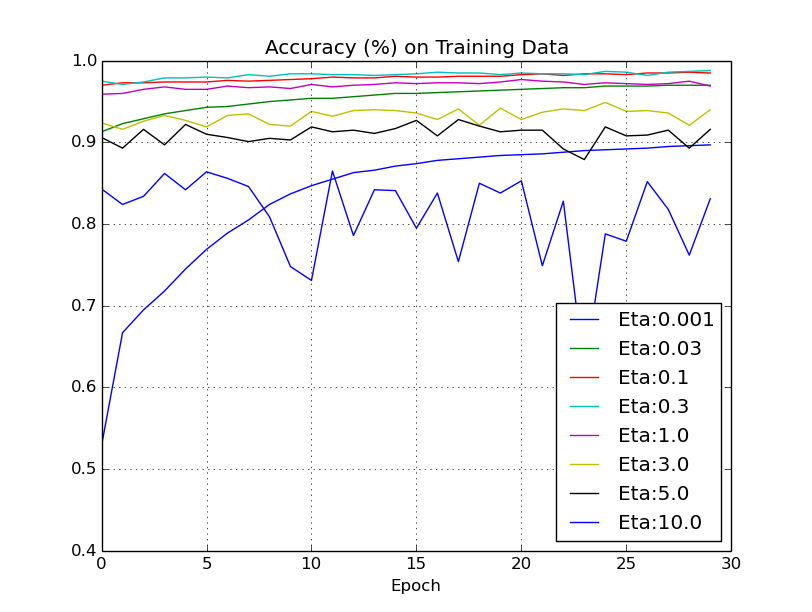 Accuracy (%) on Training Data
1.0
0.9
0.8
0.7
0.6
0.5
0.4
0
5
10
15
20
25
30
Epoch
Eta:0.001
Eta:0.03
Eta:0.1
Eta:0.3
Eta:1.0
Eta:3.0
Eta:5.0
Eta:10.0